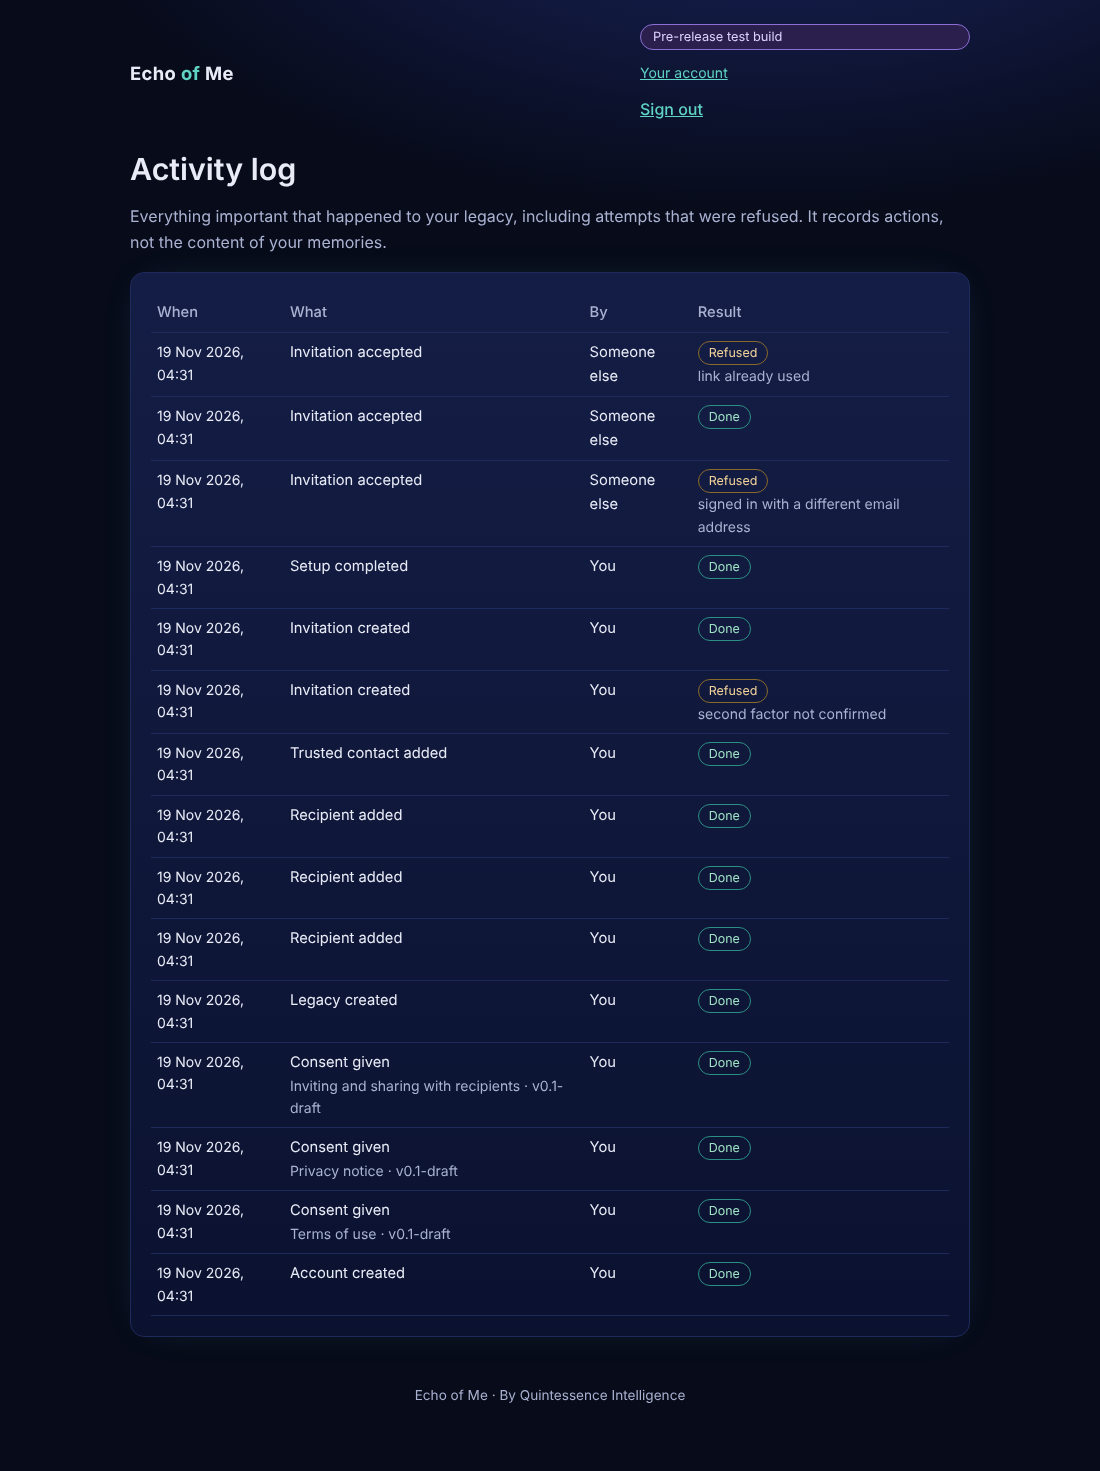 Pre-release test build
Echo of Me
Your account
Sign out
Activity log
Everything important that happened to your legacy, including attempts that were refused. It records actions,
not the content of your memories.
When What By Result
19 Nov 2026, Invitation accepted Someone Refused
04:31 else link already used
19 Nov 2026, Invitation accepted Someone Done
04:31 else
19 Nov 2026, Invitation accepted Someone Refused
04:31 else signed in with a different email
address
19 Nov 2026, Setup completed You Done
04:31
19 Nov 2026, Invitation created You Done
04:31
19 Nov 2026, Invitation created You Refused
04:31 second factor not confirmed
19 Nov 2026, Trusted contact added You Done
04:31
19 Nov 2026, Recipient added You Done
04:31
19 Nov 2026, Recipient added You Done
04:31
19 Nov 2026, Recipient added You Done
04:31
19 Nov 2026, Legacy created You Done
04:31
19 Nov 2026, Consent given You Done
04:31 Inviting and sharing with recipients · v0.1-
draft
19 Nov 2026, Consent given You Done
04:31 Privacy notice · v0.1-draft
19 Nov 2026, Consent given You Done
04:31 Terms of use · v0.1-draft
19 Nov 2026, Account created You Done
04:31
Echo of Me · By Quintessence Intelligence